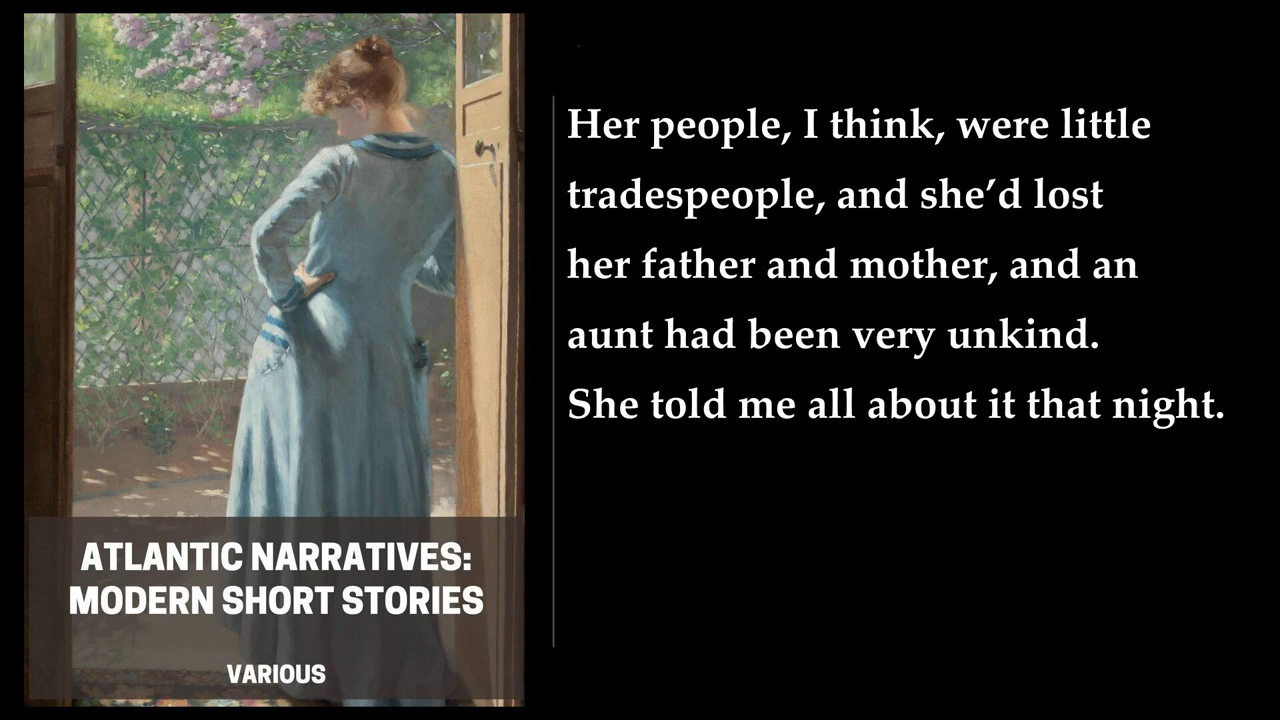 ATLANTIC NARRATIVES:
MODERN SHORT STORIES
VARIOUS
Her people, I think, were little
tradespeople, and she’d lost
her father and mother, and an
aunt had been very unkind.
She told me all about it that night.